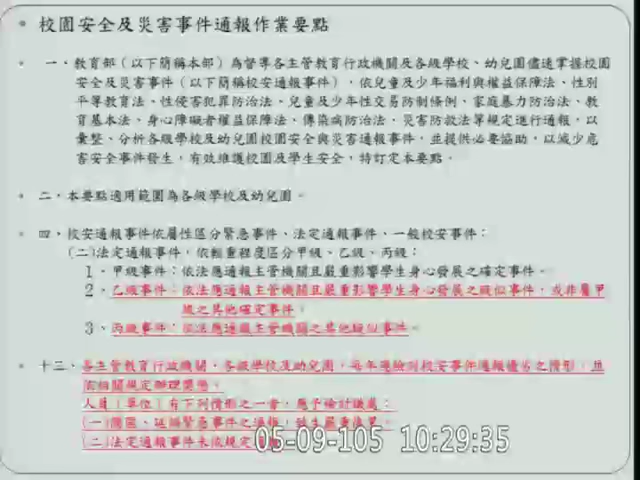 校園安全及災害事件通報作業要點
一、教育部（以下簡稱本部）為督導各主管教育行政機關及各級學校、幼兒園儘速掌握校園
安全及災害事件（以下簡稱校安通報事件），依兒童及少年福利與權益保障法、性別
平等教育法、性侵害犯罪防治法、兒童及少年性交易防制條例、家庭暴力防治法、教
育基本法、身心障礙者權益保障法、傳染病防治法、災害防救法等規定進行通報，以
彙整、分析各級學校及幼兒園校園安全與災害通報事件，並提供必要協助，以減少危
害安全事件發生，有效維護校園及學生安全，特訂定本要點。
二、本要點適用範圍為各級學校及幼兒園。
四、校安通報事件依屬性區分緊急事件、法定通報事件、一般校安事件：
(二)法定通報事件，依輕重程度區分甲級、乙級、丙級：
1、甲級事件：依法應通報主管機關且嚴重影響學生身心發展之確定事件。
2、乙級事件：依法應通報主管機關且嚴重影響學生身心發展之疑似事件，或非屬甲
級之其他確定事件。
3、丙級事件：依法應通報主管機關之其他疑似事件。
十三、各主管教育行政機關、各級學校及幼兒園，每年應檢討校安事件通報優劣之情形，並
依相關規定辦理獎懲。
人員（單位）有下列情形之一者，應予檢討議處：
(一)隱匿、延誤緊急事件之通報，致生嚴重後果。
(二)法定通報事件未依規定
05-09-105 10:29:35